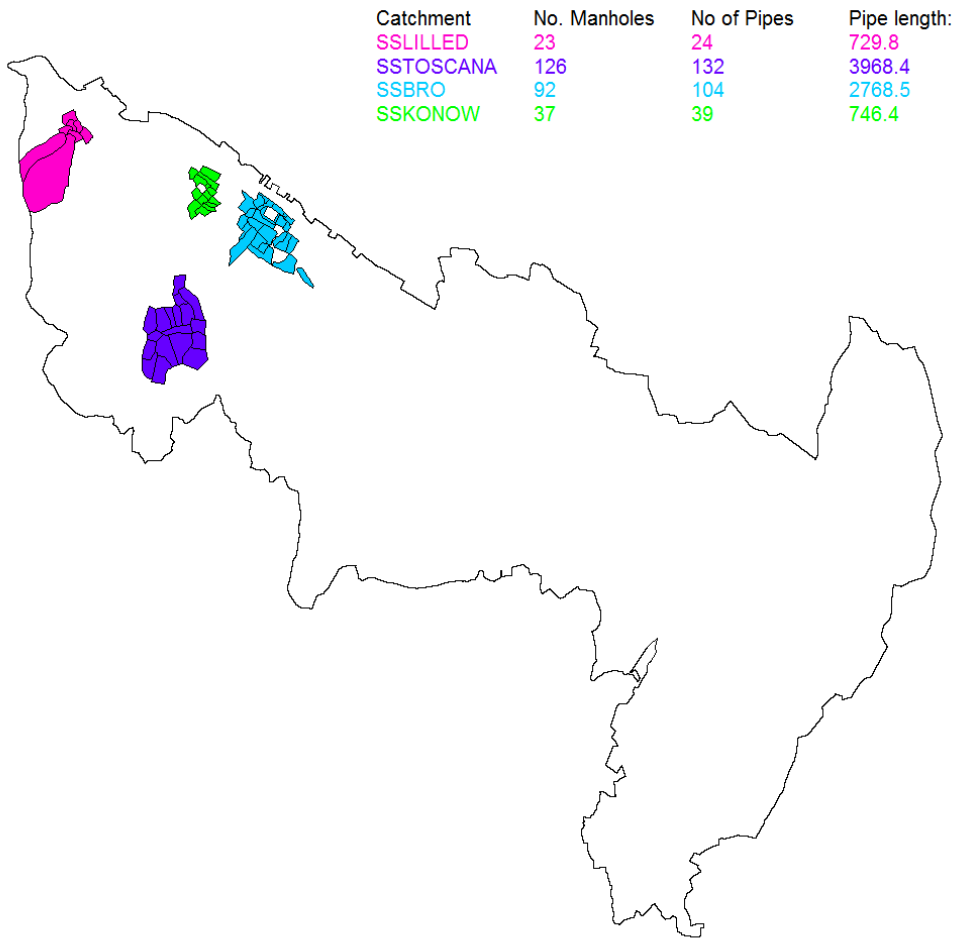 Catchment No. Manholes No of Pipes Pipe length:
SSLILLED 23 24 729.8
SSTOSCANA 126 132 3968.4
SSBRO 92 104 2768.5
SSKONOW 37 39 746.4